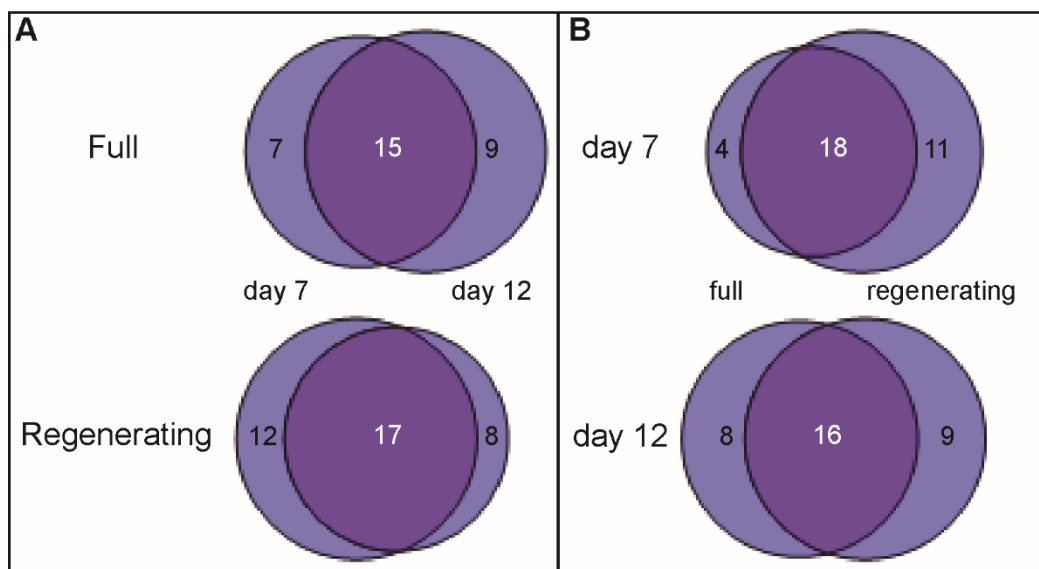 A
Full
7
15
9
day 7
day 12
Regenerating
12
17
8
B
day 7
4
18
11
full
regenerating
day 12
8
16
9